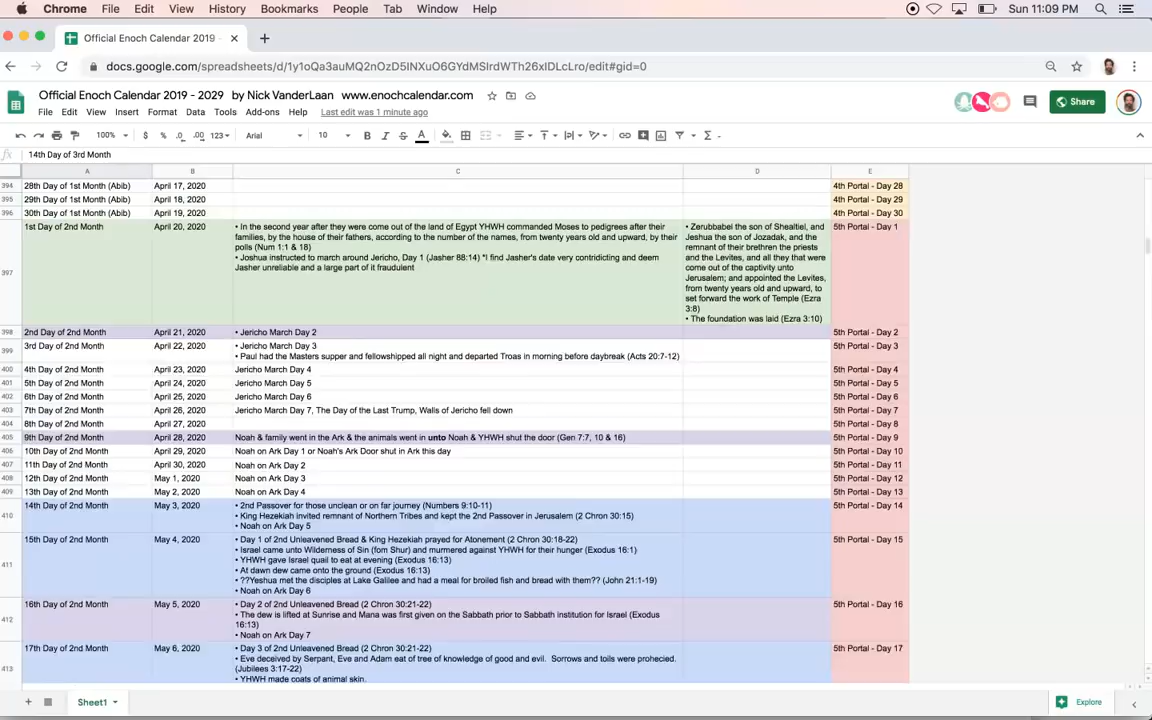 Chrome File Edit View History Bookmarks People Tab Window Help Sun 11:09 PM
Official Enoch Calendar 2019 -
docs.google.com/spreadsheets/d/1y1oQa3auMQ2nOzD5INXuO6GYdMSIrdWTh26xIDLcLro/edit#gid=0
Official Enoch Calendar 2019 - 2029 by Nick VanderLaan www.enochcalendar.com
File Edit View Insert Format Data Tools Add-ons Help Last edit was 1 minute ago
Share
100% $ % .0 .00 123 Arial 10 B I S A
fx 14th Day of 3rd Month
A B C D E
394 28th Day of 1st Month (Abib) April 17, 2020 4th Portal - Day 28
395 29th Day of 1st Month (Abib) April 18, 2020 4th Portal - Day 29
396 30th Day of 1st Month (Abib) April 19, 2020 4th Portal - Day 30
397 1st Day of 2nd Month April 20, 2020
• In the second year after they were come out of the land of Egypt YHWH commanded Moses to pedigrees after their
families, by the house of their fathers, according to the number of the names, from twenty years old and upward, by their
polls (Num 1:1 & 18)
• Joshua instructed to march around Jericho, Day 1 (Jasher 88:14) *I find Jasher's date very contridicting and deem
Jasher unreliable and a large part of it fraudulent
• Zerubbabel the son of Shealtiel, and
Jeshua the son of Jozadak, and the
remnant of their brethren the priests
and the Levites, and all they that were
come out of the captivity unto
Jerusalem; and appointed the Levites,
from twenty years old and upward, to
set forward the work of Temple (Ezra
3:8)
• The foundation was laid (Ezra 3:10)
5th Portal - Day 1
398 2nd Day of 2nd Month April 21, 2020 • Jericho March Day 2 5th Portal - Day 2
399 3rd Day of 2nd Month April 22, 2020 • Jericho March Day 3 5th Portal - Day 3
• Paul had the Masters supper and fellowshipped all night and departed Troas in morning before daybreak (Acts 20:7-12)
400 4th Day of 2nd Month April 23, 2020 Jericho March Day 4 5th Portal - Day 4
401 5th Day of 2nd Month April 24, 2020 Jericho March Day 5 5th Portal - Day 5
402 6th Day of 2nd Month April 25, 2020 Jericho March Day 6 5th Portal - Day 6
403 7th Day of 2nd Month April 26, 2020 Jericho March Day 7, The Day of the Last Trump, Walls of Jericho fell down 5th Portal - Day 7
404 8th Day of 2nd Month April 27, 2020 5th Portal - Day 8
405 9th Day of 2nd Month April 28, 2020 Noah & family went in the Ark & the animals went in unto Noah & YHWH shut the door (Gen 7:7, 10 & 16) 5th Portal - Day 9
406 10th Day of 2nd Month April 29, 2020 Noah on Ark Day 1 or Noah's Ark Door shut in Ark this day 5th Portal - Day 10
407 11th Day of 2nd Month April 30, 2020 Noah on Ark Day 2 5th Portal - Day 11
408 12th Day of 2nd Month May 1, 2020 Noah on Ark Day 3 5th Portal - Day 12
409 13th Day of 2nd Month May 2, 2020 Noah on Ark Day 4 5th Portal - Day 13
410 14th Day of 2nd Month May 3, 2020 • 2nd Passover for those unclean or on far journey (Numbers 9:10-11) 5th Portal - Day 14
• King Hezekiah invited remnant of Northern Tribes and kept the 2nd Passover in Jerusalem (2 Chron 30:15)
• Noah on Ark Day 5
411 15th Day of 2nd Month May 4, 2020 • Day 1 of 2nd Unleavened Bread & King Hezekiah prayed for Atonement (2 Chron 30:18-22) 5th Portal - Day 15
• Israel came unto Wilderness of Sin (fom Shur) and murmered against YHWH for their hunger (Exodus 16:1)
• YHWH gave Israel quail to eat at evening (Exodus 16:13)
• At dawn dew came onto the ground (Exodus 16:13)
• ??Yeshua met the disciples at Lake Galilee and had a meal for broiled fish and bread with them?? (John 21:1-19)
• Noah on Ark Day 6
412 16th Day of 2nd Month May 5, 2020 • Day 2 of 2nd Unleavened Bread (2 Chron 30:21-22) 5th Portal - Day 16
• The dew is lifted at Sunrise and Mana was first given on the Sabbath prior to Sabbath institution for Israel (Exodus
16:13)
• Noah on Ark Day 7
413 17th Day of 2nd Month May 6, 2020 • Day 3 of 2nd Unleavened Bread (2 Chron 30:21-22) 5th Portal - Day 17
• Eve deceived by Serpant, Eve and Adam eat of tree of knowledge of good and evil. Sorrows and toils were prohecied.
(Jubilees 3:17-22)
• YHWH made coats of animal skin.
Sheet1 Explore